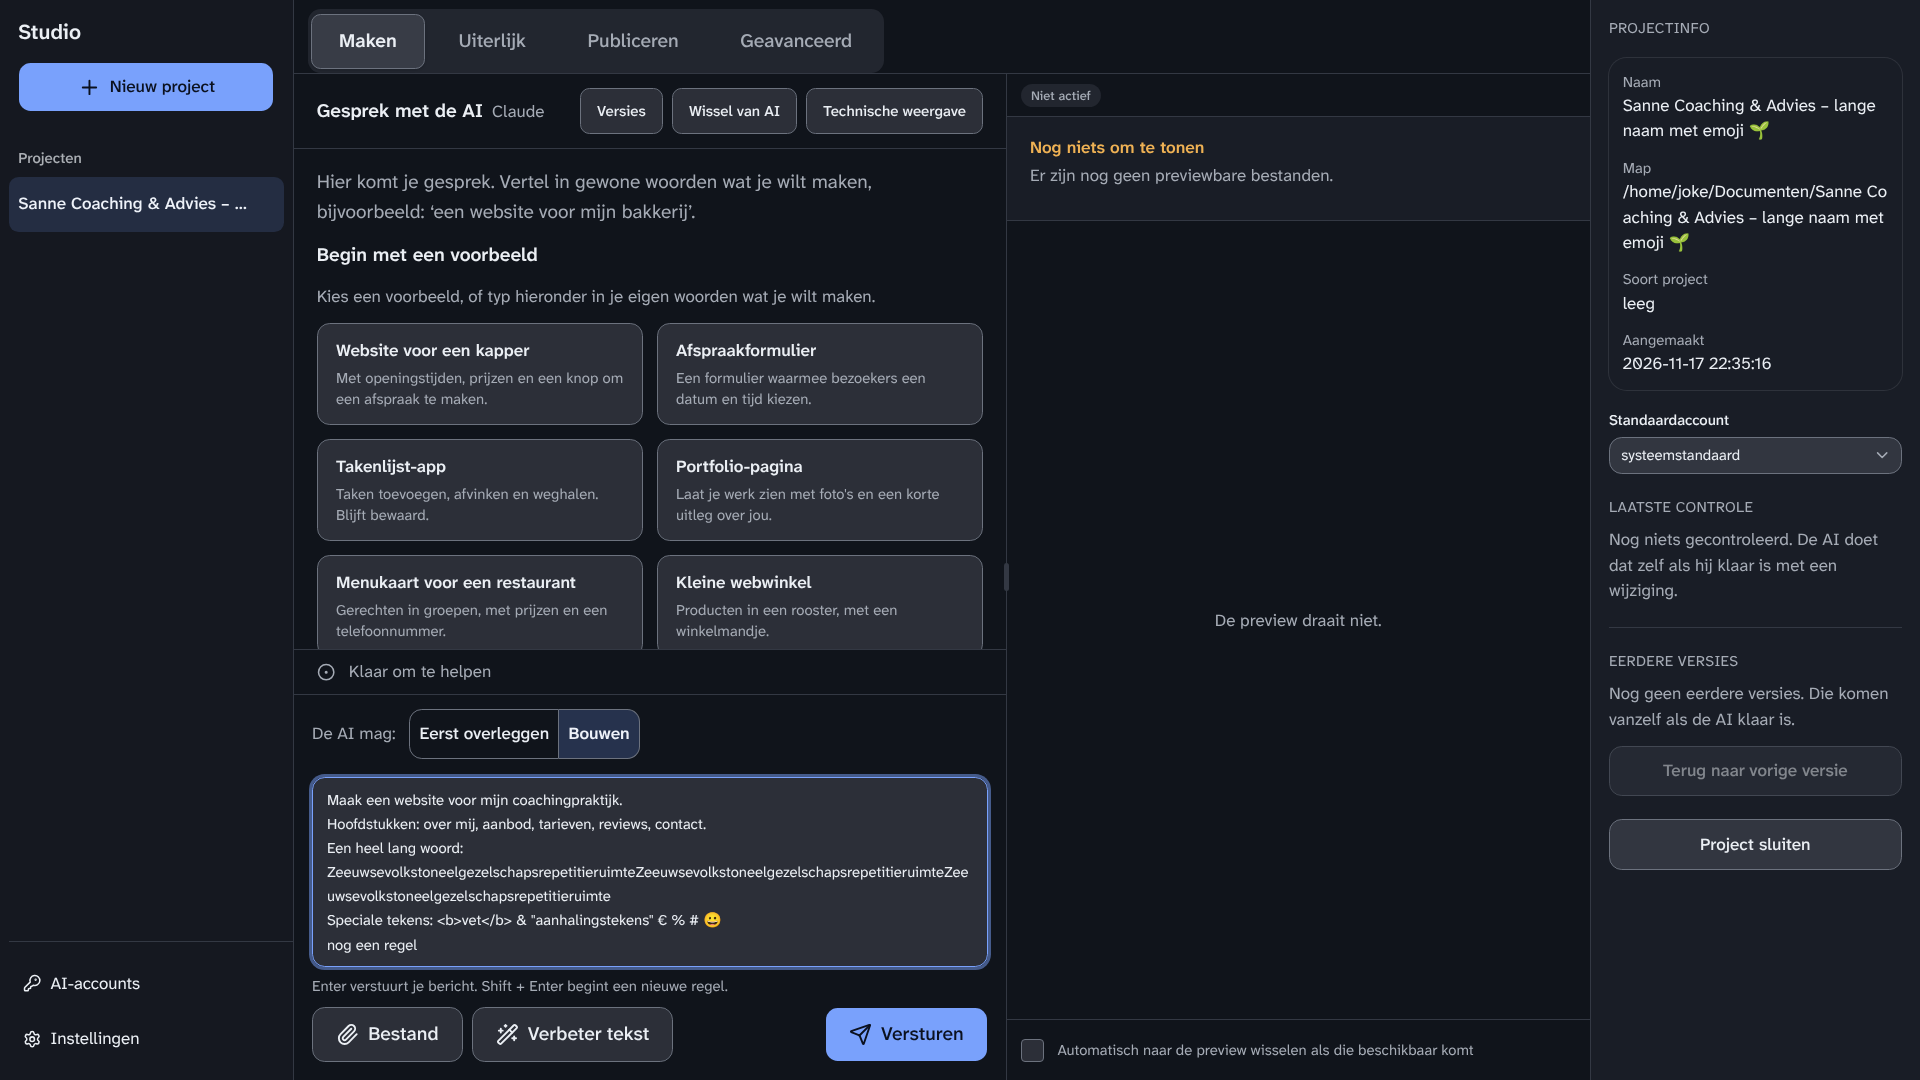 Studio
Nieuw project
Projecten
Sanne Coaching & Advies – ...
AI-accounts
Instellingen
Maken
Uiterlijk
Publiceren
Geavanceerd
Gesprek met de AI Claude
Versies
Wissel van AI
Technische weergave
Hier komt je gesprek. Vertel in gewone woorden wat je wilt maken,
bijvoorbeeld: ‘een website voor mijn bakkerij’.
Begin met een voorbeeld
Kies een voorbeeld, of typ hieronder in je eigen woorden wat je wilt maken.
Website voor een kapper
Met openingstijden, prijzen en een knop om
een afspraak te maken.
Afspraakformulier
Een formulier waarmee bezoekers een
datum en tijd kiezen.
Takenlijst-app
Taken toevoegen, afvinken en weghalen.
Blijft bewaard.
Portfolio-pagina
Laat je werk zien met foto's en een korte
uitleg over jou.
Menukaart voor een restaurant
Gerechten in groepen, met prijzen en een
telefoonnummer.
Kleine webwinkel
Producten in een rooster, met een
winkelmandje.
Klaar om te helpen
De AI mag:
Eerst overleggen
Bouwen
Maak een website voor mijn coachingpraktijk.
Hoofdstukken: over mij, aanbod, tarieven, reviews, contact.
Een heel lang woord:
ZeeuwsevolkstoneelgezelschapsrepetitieruimteZeeuwsevolkstoneelgezelschapsrepetitieruimteZee
uwsevolkstoneelgezelschapsrepetitieruimte
Speciale tekens: <b>vet</b> & "aanhalingstekens" € % # 😀
nog een regel
Enter verstuurt je bericht. Shift + Enter begint een nieuwe regel.
Bestand
Verbeter tekst
Versturen
Niet actief
Nog niets om te tonen
Er zijn nog geen previewbare bestanden.
De preview draait niet.
Automatisch naar de preview wisselen als die beschikbaar komt
PROJECTINFO
Naam
Sanne Coaching & Advies – lange
naam met emoji 🌱
Map
/home/joke/Documenten/Sanne Co
aching & Advies – lange naam met
emoji 🌱
Soort project
leeg
Aangemaakt
2026-11-17 22:35:16
Standaardaccount
systeemstandaard
LAATSTE CONTROLE
Nog niets gecontroleerd. De AI doet
dat zelf als hij klaar is met een
wijziging.
EERDERE VERSIES
Nog geen eerdere versies. Die komen
vanzelf als de AI klaar is.
Terug naar vorige versie
Project sluiten